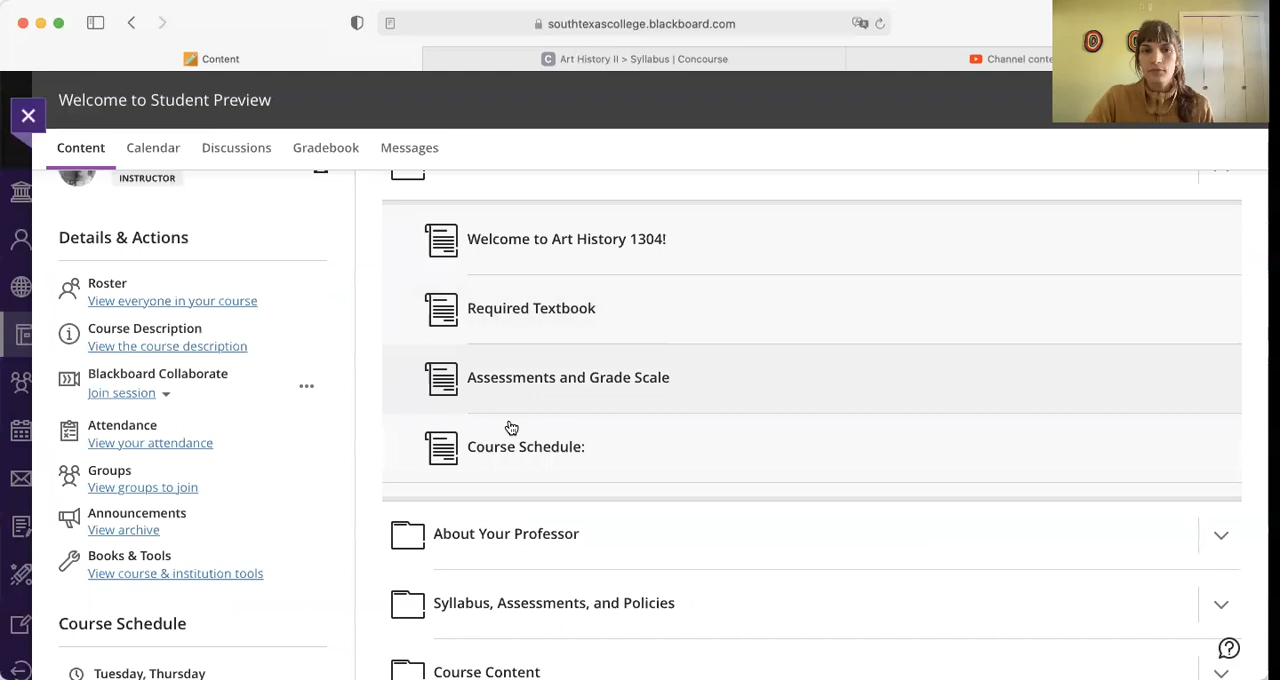 southtexascollege.blackboard.com
Content
Art History II > Syllabus | Concourse
Channel conte
Welcome to Student Preview
Content
Calendar
Discussions
Gradebook
Messages
INSTRUCTOR
Details & Actions
Roster
View everyone in your course
Course Description
View the course description
Blackboard Collaborate
Join session
Attendance
View your attendance
Groups
View groups to join
Announcements
View archive
Books & Tools
View course & institution tools
Course Schedule
Tuesday, Thursday
Welcome to Art History 1304!
Required Textbook
Assessments and Grade Scale
Course Schedule:
About Your Professor
Syllabus, Assessments, and Policies
Course Content